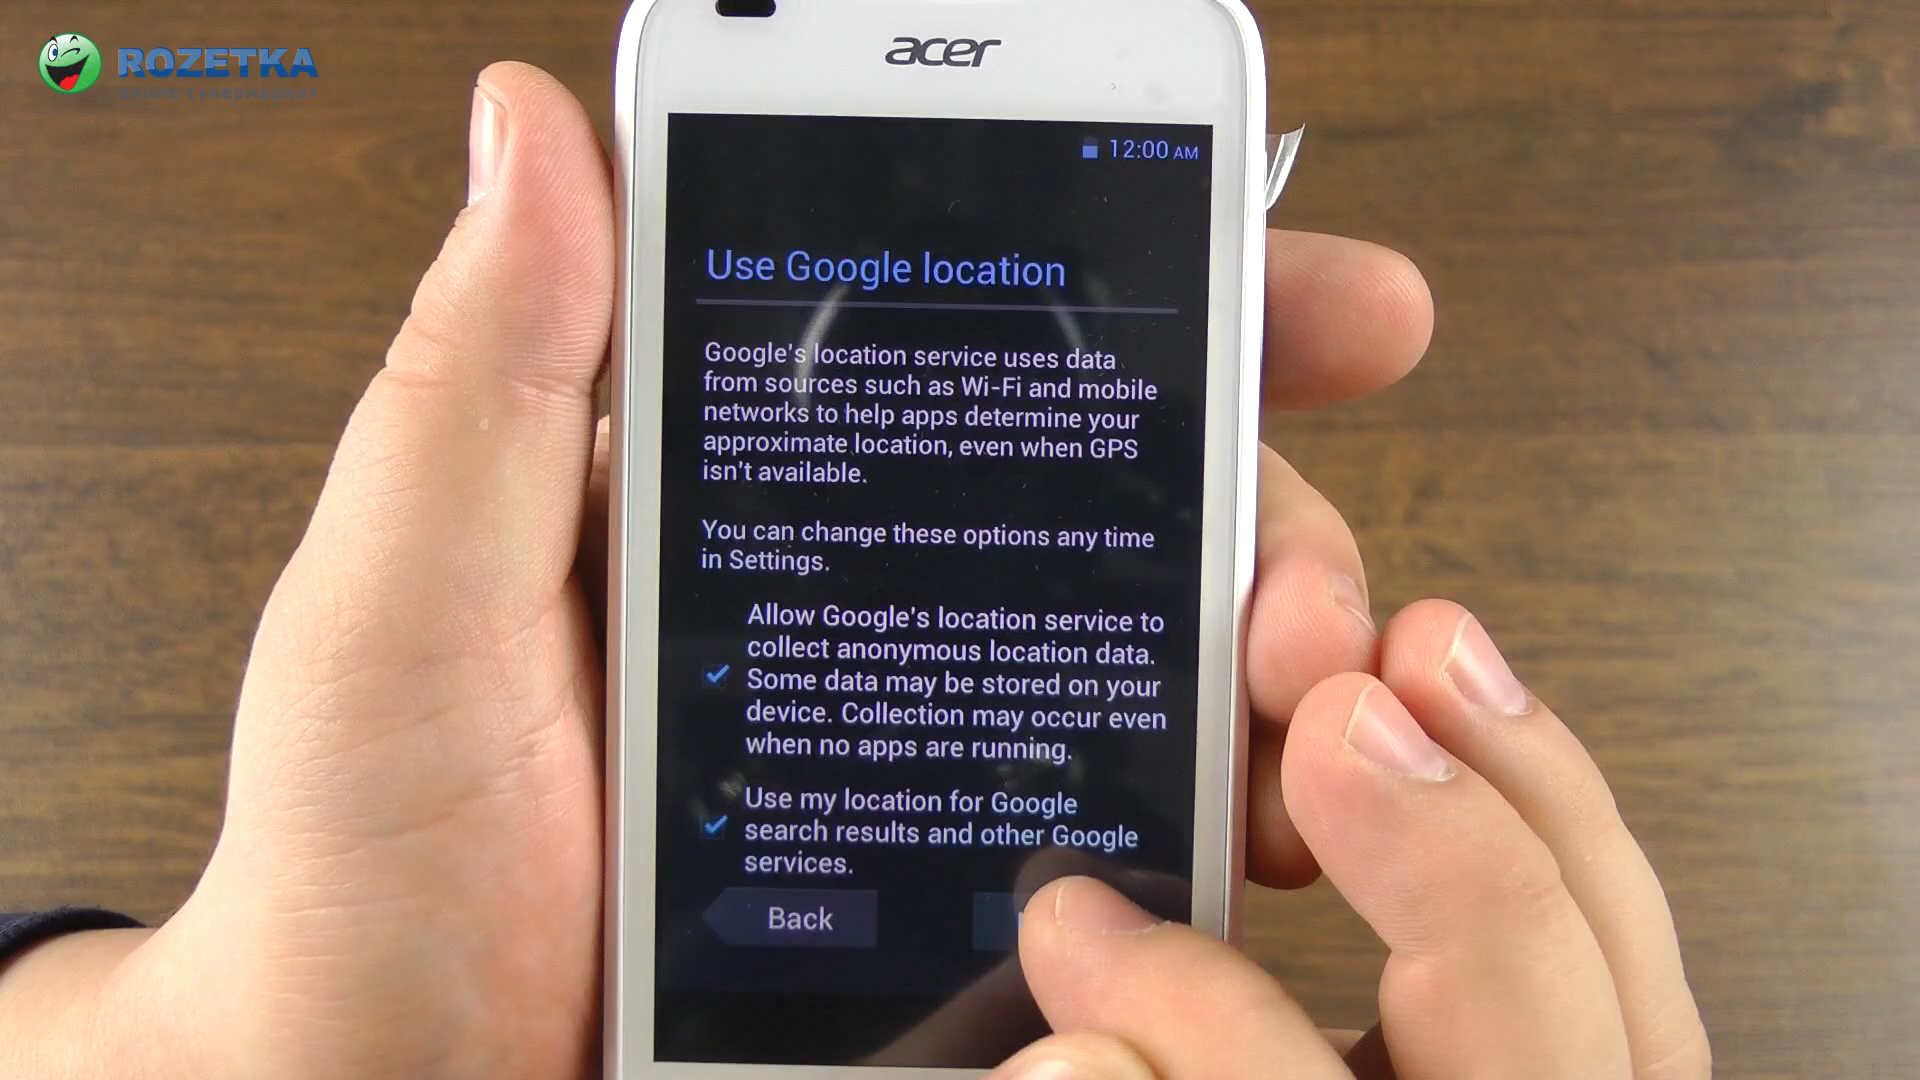 ROZETKA
online супермаркет
acer
12:00 AM
Use Google location
Google's location service uses data
from sources such as Wi-Fi and mobile
networks to help apps determine your
approximate location, even when GPS
isn't available.
You can change these options any time
in Settings.
Allow Google's location service to
collect anonymous location data.
Some data may be stored on your
device. Collection may occur even
when no apps are running.
Use my location for Google
search results and other Google
services.
Back